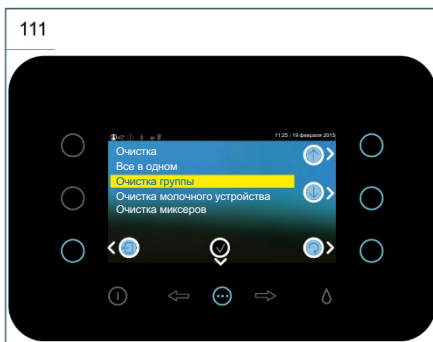 111
11:25 | 19 февраля 2015
Очистка
Все в одном
Очистка группы
Очистка молочного устройства
Очистка миксеров